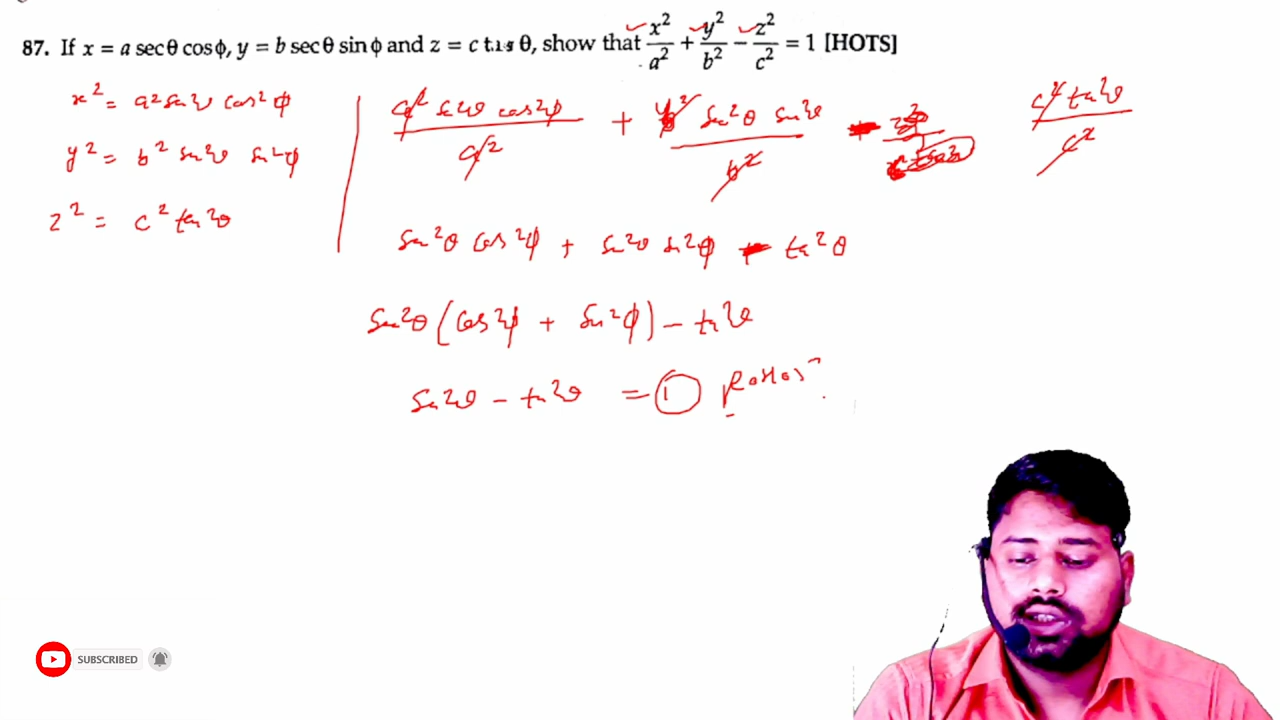 87. If x = a secθ cosϕ, y = b secθ sinϕ and z = c tan θ, show that x²/a² + y²/b² − z²/c² = 1 [HOTS]
x² = a² sec²θ cos²ϕ
y² = b² sec²θ sin²ϕ
z² = c² tan²θ
a² sec²θ cos²ϕ / a² + b² sec²θ sin²ϕ / b² − c² tan²θ / c²
sec²θ cos²ϕ + sec²θ sin²ϕ − tan²θ
sec²θ (cos²ϕ + sin²ϕ) − tan²θ
sec²θ − tan²θ = 1
SUBSCRIBED